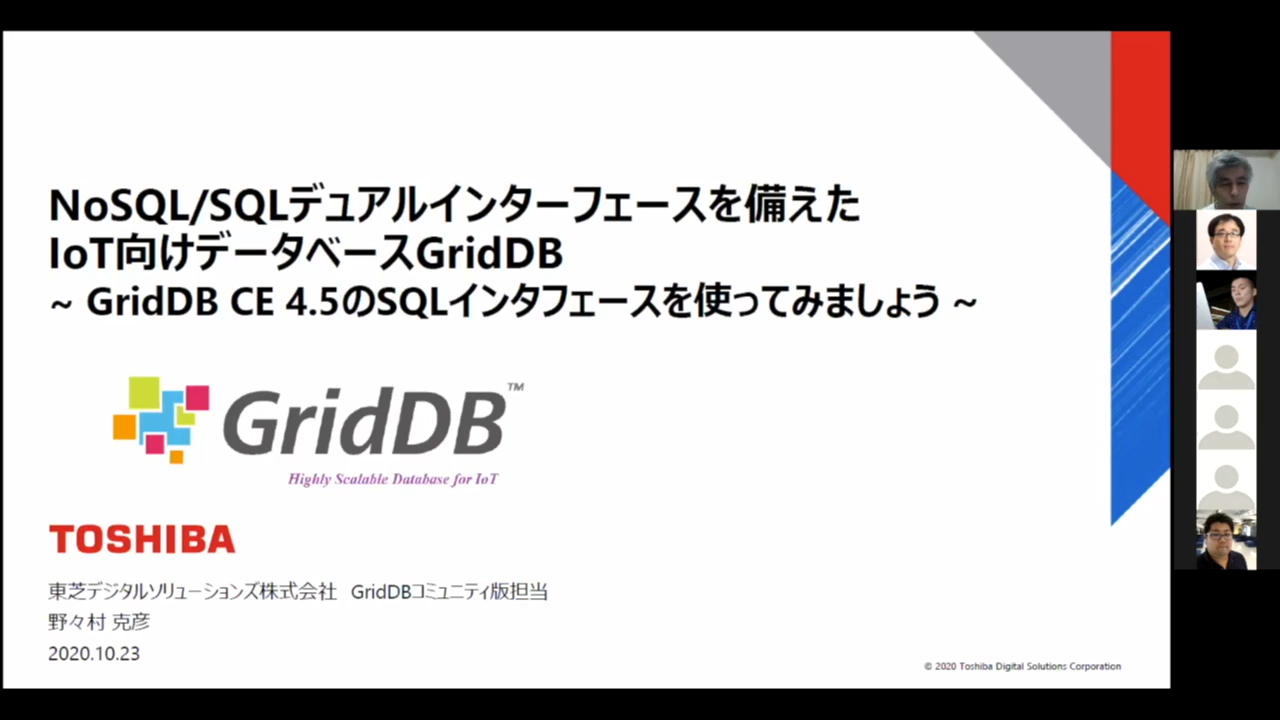 NoSQL/SQLデュアルインターフェースを備えた
IoT向けデータベースGridDB
~ GridDB CE 4.5のSQLインタフェースを使ってみましょう ~
GridDB™
Highly Scalable Database for IoT
TOSHIBA
東芝デジタルソリューションズ株式会社 GridDBコミュニティ版担当
野々村 克彦
2020.10.23
© 2020 Toshiba Digital Solutions Corporation